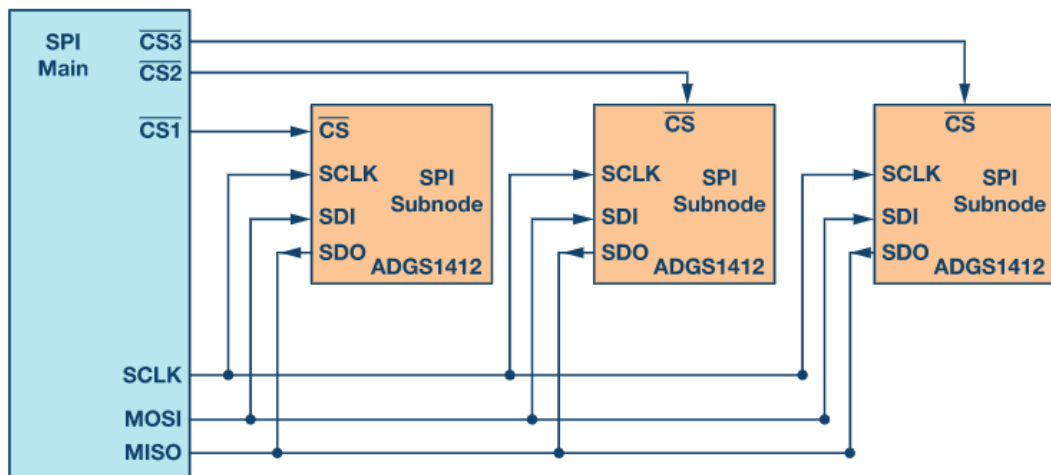 SPI
Main
CS3
CS2
CS1
SCLK
MOSI
MISO
CS
SCLK
SPI
Subnode
SDI
SDO
ADGS1412
CS
SCLK
SPI
Subnode
SDI
SDO
ADGS1412
CS
SCLK
SPI
Subnode
SDI
SDO
ADGS1412